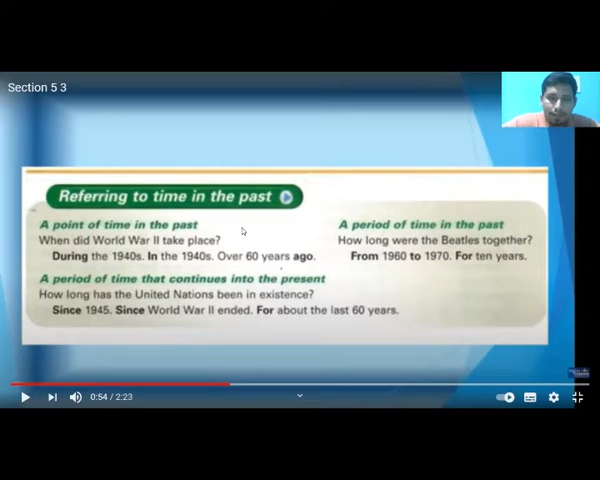 Section 5 3
Referring to time in the past
A point of time in the past
When did World War II take place?
During the 1940s. In the 1940s. Over 60 years ago.
A period of time in the past
How long were the Beatles together?
From 1960 to 1970. For ten years.
A period of time that continues into the present
How long has the United Nations been in existence?
Since 1945. Since World War II ended. For about the last 60 years.
0:54 / 2:23